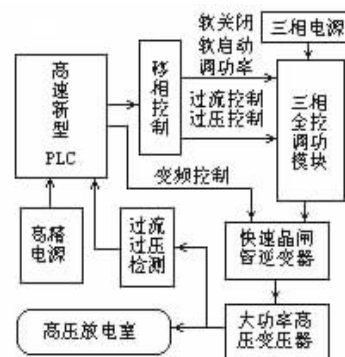 软关闭
软启动
调功率
三相电源
高速新型
PLC
移相控制
过流控制
过压控制
三相
全控
调功
模块
变频控制
高精
电源
过流
过压
检测
快速晶闸
管逆变器
高压放电室
大功率高
压变压器